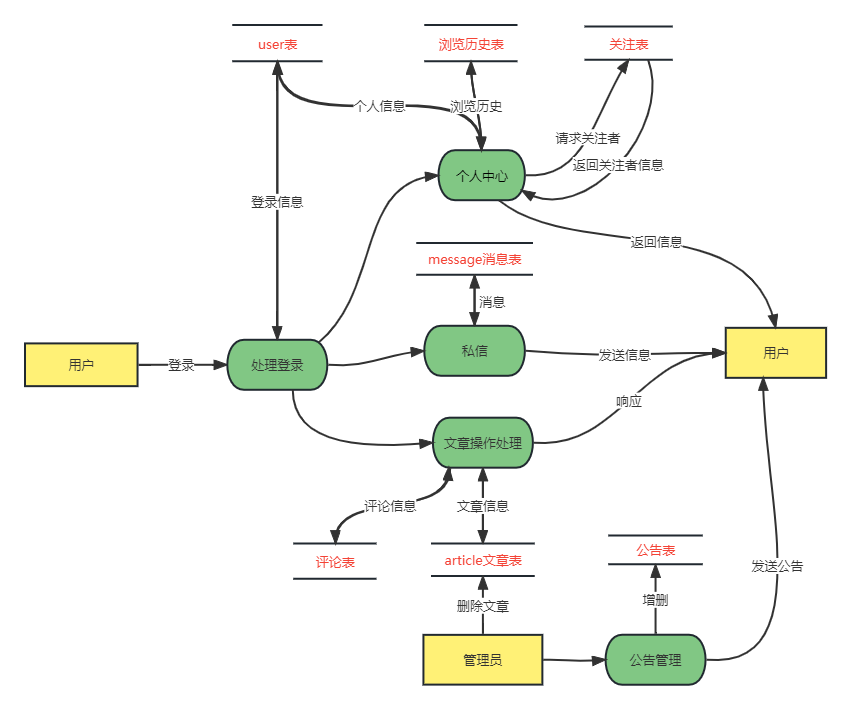 user表
浏览历史表
关注表
个人信息
浏览历史
请求关注者
返回关注者信息
个人中心
登录信息
返回信息
message消息表
消息
用户
登录
处理登录
私信
发送信息
用户
响应
文章操作处理
评论信息
文章信息
评论表
article文章表
公告表
发送公告
删除文章
增删
管理员
公告管理